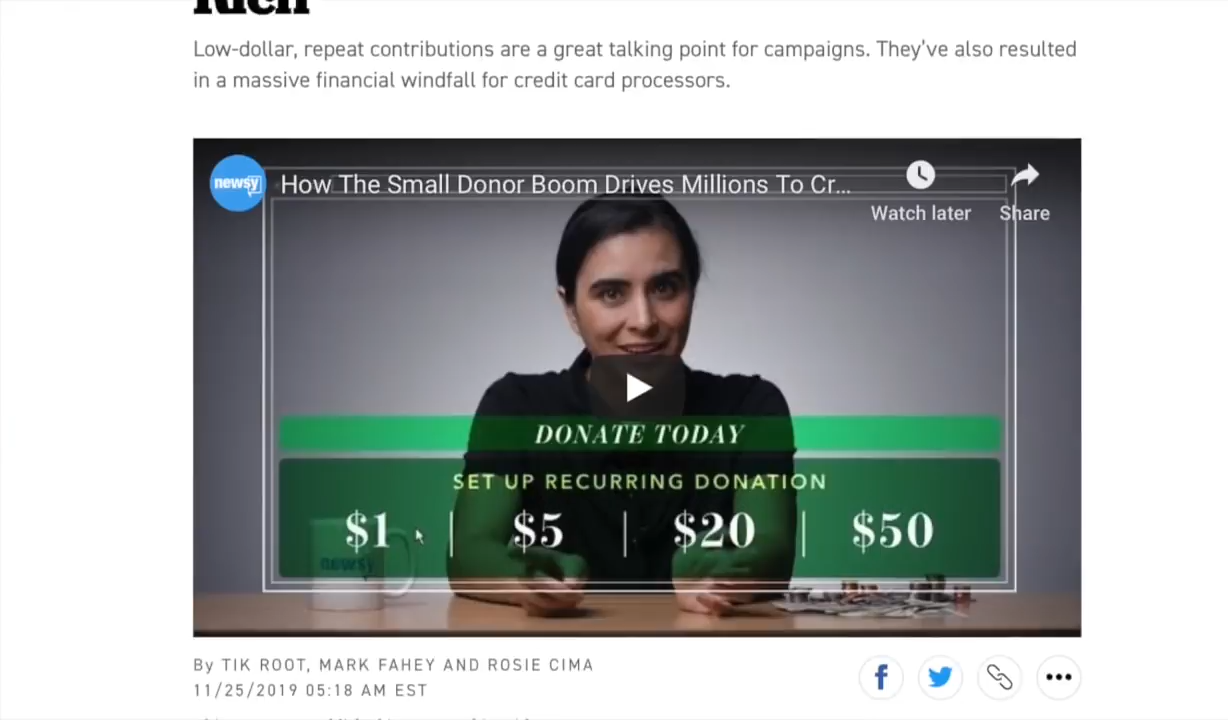 Rich
Low-dollar, repeat contributions are a great talking point for campaigns. They've also resulted
in a massive financial windfall for credit card processors.
newsy
How The Small Donor Boom Drives Millions To Cr...
Watch later
Share
DONATE TODAY
SET UP RECURRING DONATION
$1 | $5 | $20 | $50
newsy
By TIK ROOT, MARK FAHEY AND ROSIE CIMA
11/25/2019 05:18 AM EST